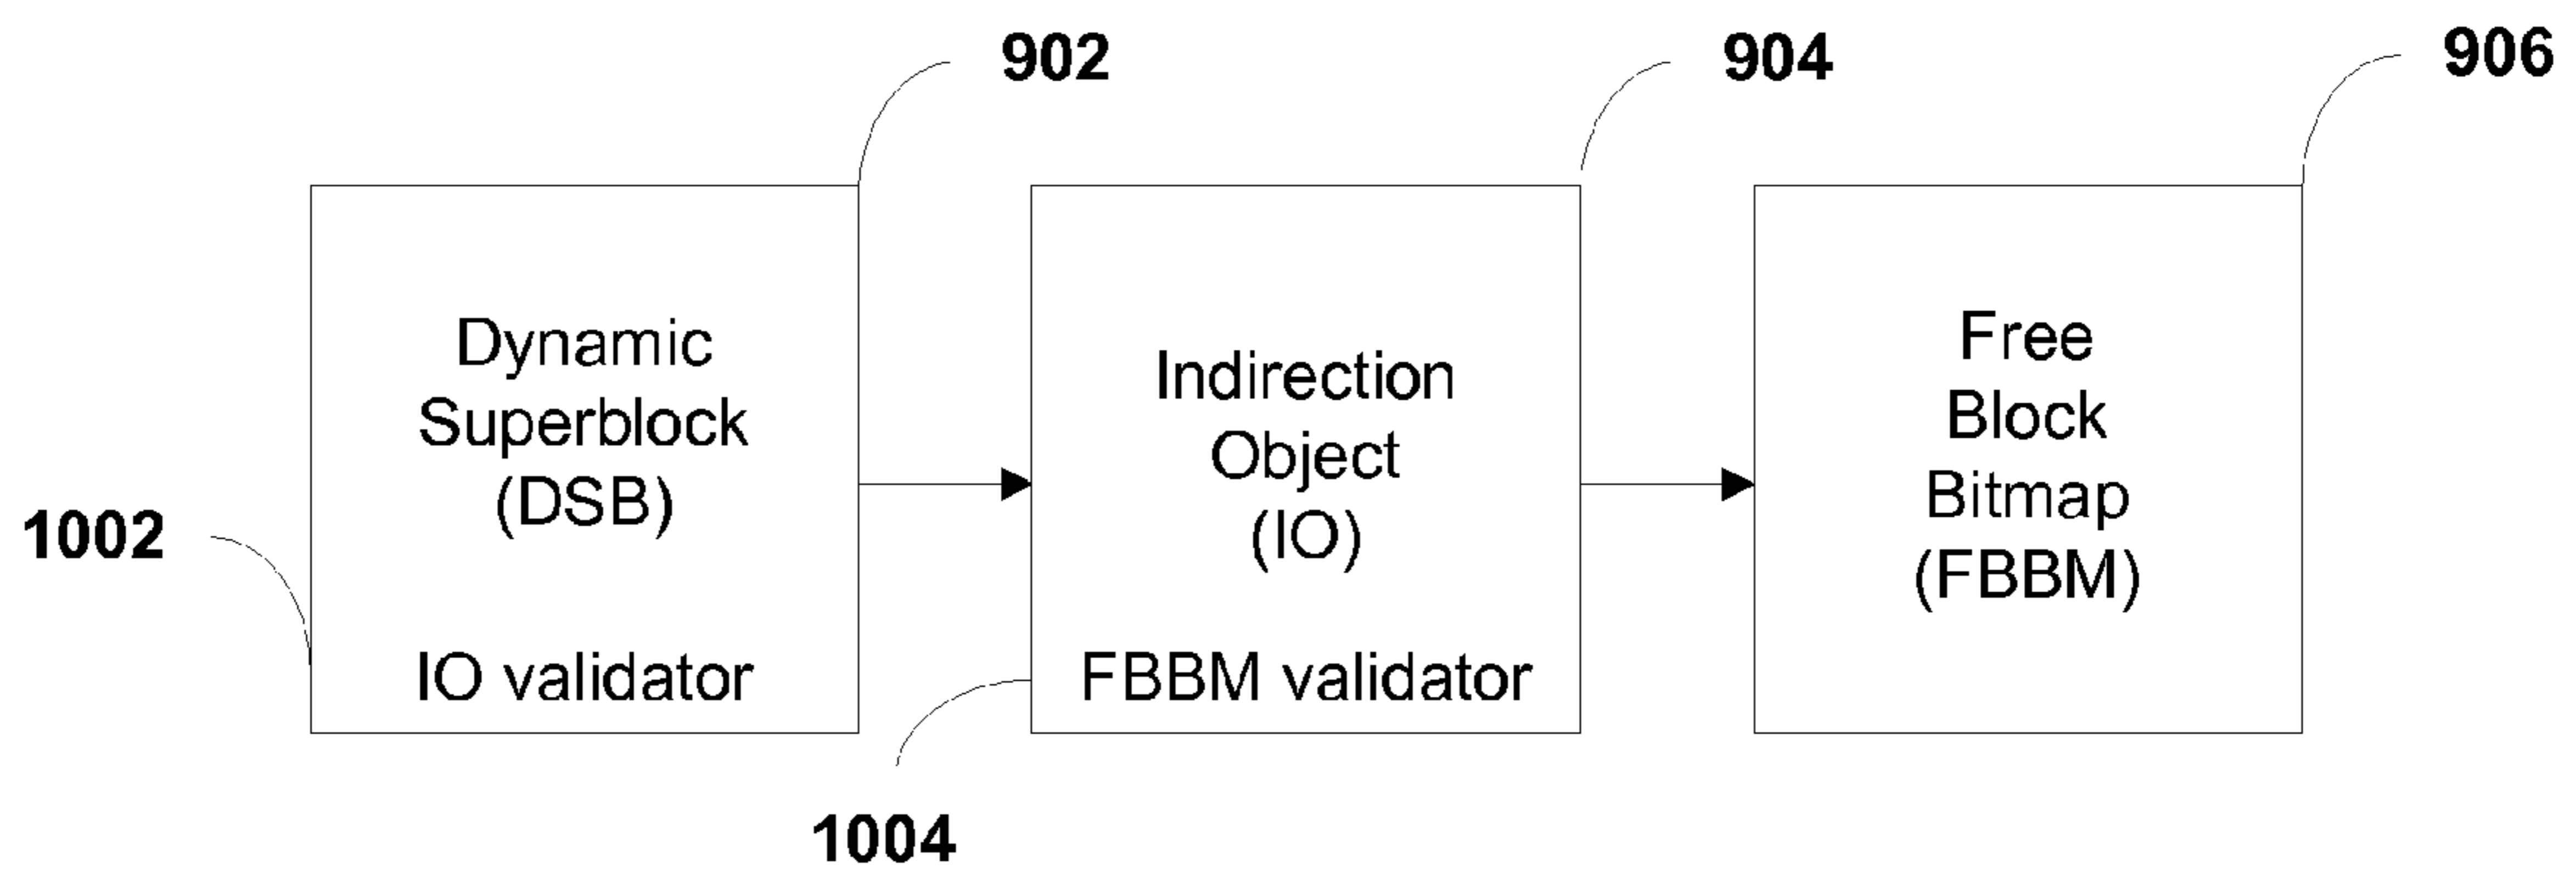 902
904
906
Dynamic
Superblock
(DSB)
IO validator
1002
Indirection
Object
(IO)
FBBM validator
1004
Free
Block
Bitmap
(FBBM)